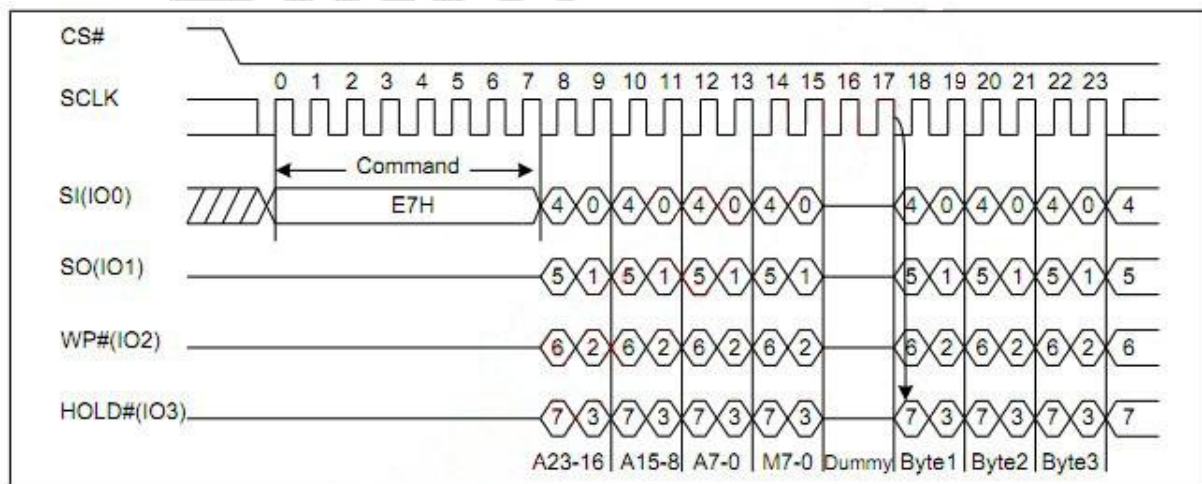 CS#
0 1 2 3 4 5 6 7 8 9 10 11 12 13 14 15 16 17 18 19 20 21 22 23
SCLK
Command
SI(IO0) E7H 4 0 4 0 4 0 4 0 4 0 4 0 4 0 4
SO(IO1) 5 1 5 1 5 1 5 1 5 1 5 1 5 1 5
WP#(IO2) 6 2 6 2 6 2 6 2 6 2 6 2 6 2 6
HOLD#(IO3) 7 3 7 3 7 3 7 3 7 3 7 3 7 3 7
A23-16 A15-8 A7-0 M7-0 Dummy Byte1 Byte2 Byte3